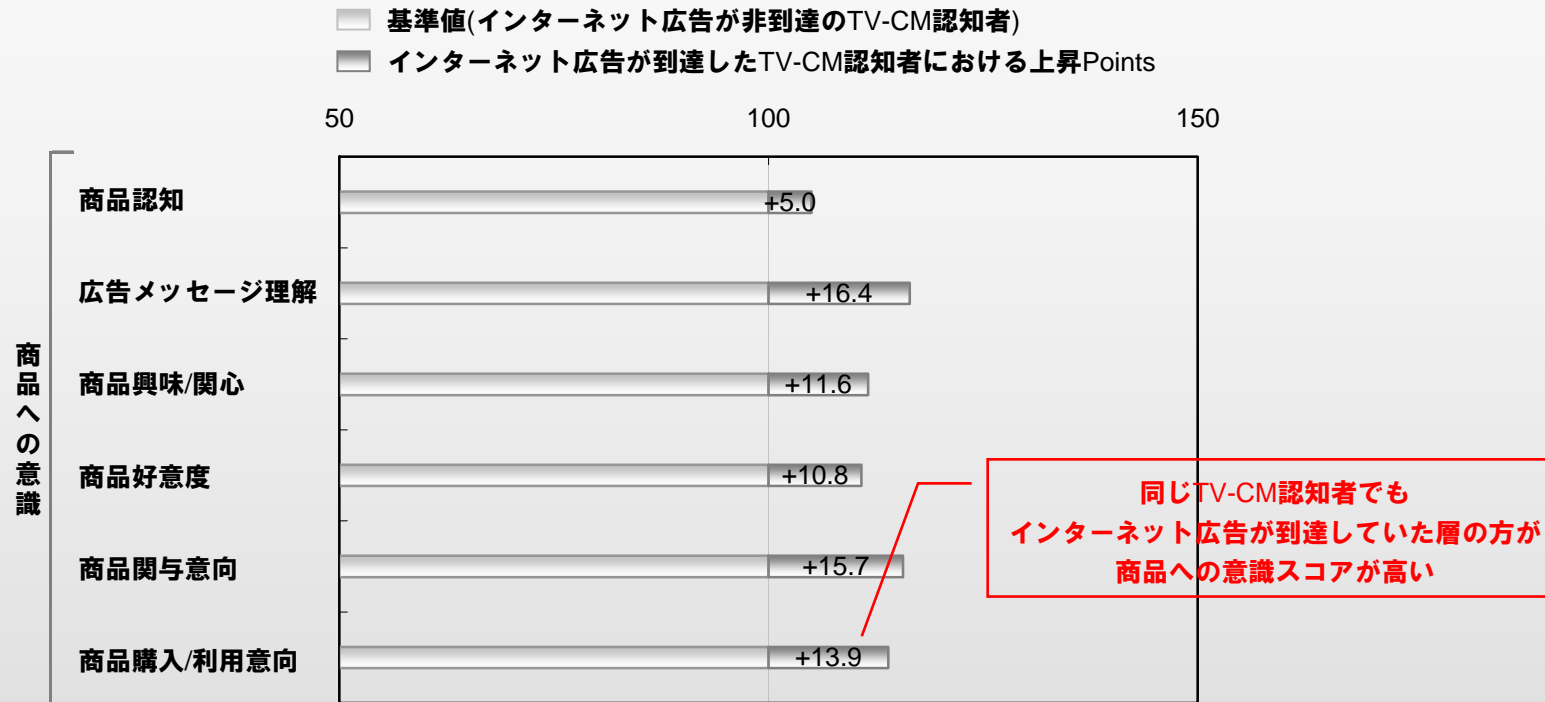 基準値(インターネット広告が非到達のTV-CM認知者)
インターネット広告が到達したTV-CM認知者における上昇Points
50 100 150
商品への意識
商品認知 +5.0
広告メッセージ理解 +16.4
商品興味/関心 +11.6
商品好意度 +10.8
商品関与意向 +15.7
商品購入/利用意向 +13.9
同じTV-CM認知者でも
インターネット広告が到達していた層の方が
商品への意識スコアが高い